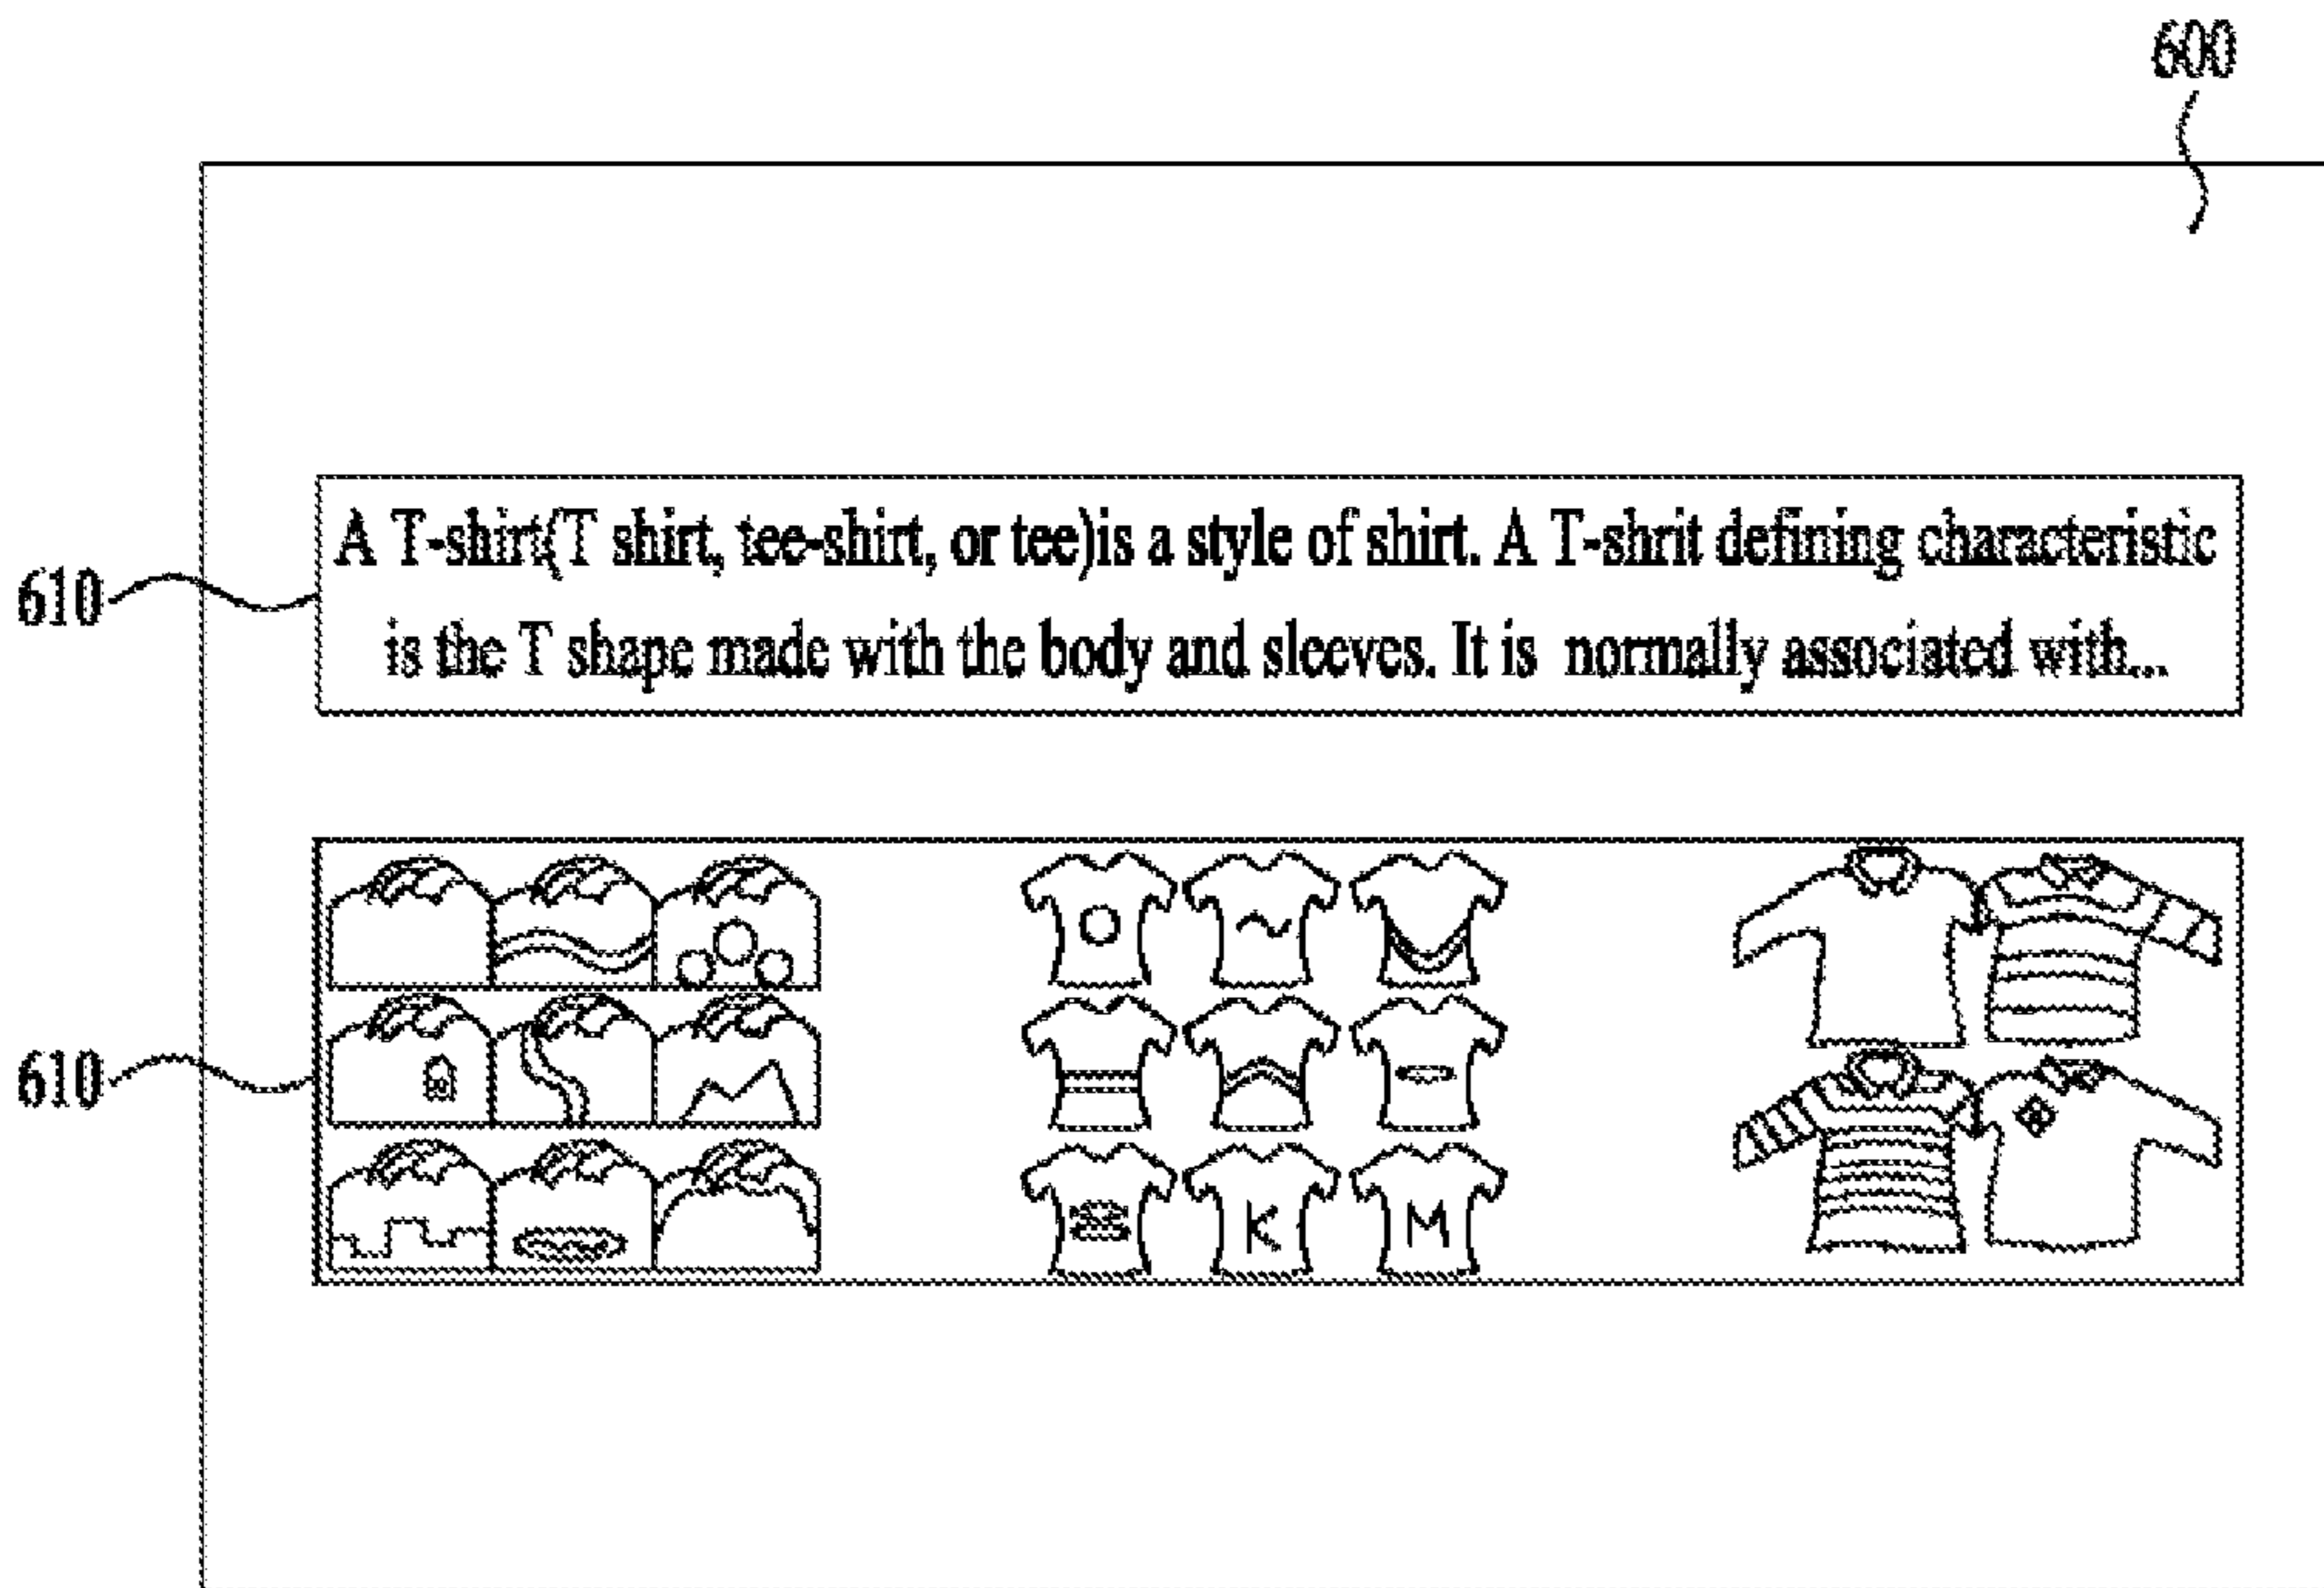 600
A T-shirt(T shirt, tee-shirt, or tee)is a style of shirt. A T-shrit defining characteristic
610
is the T shape made with the body and sleeves. It is normally associated with...
610
K M